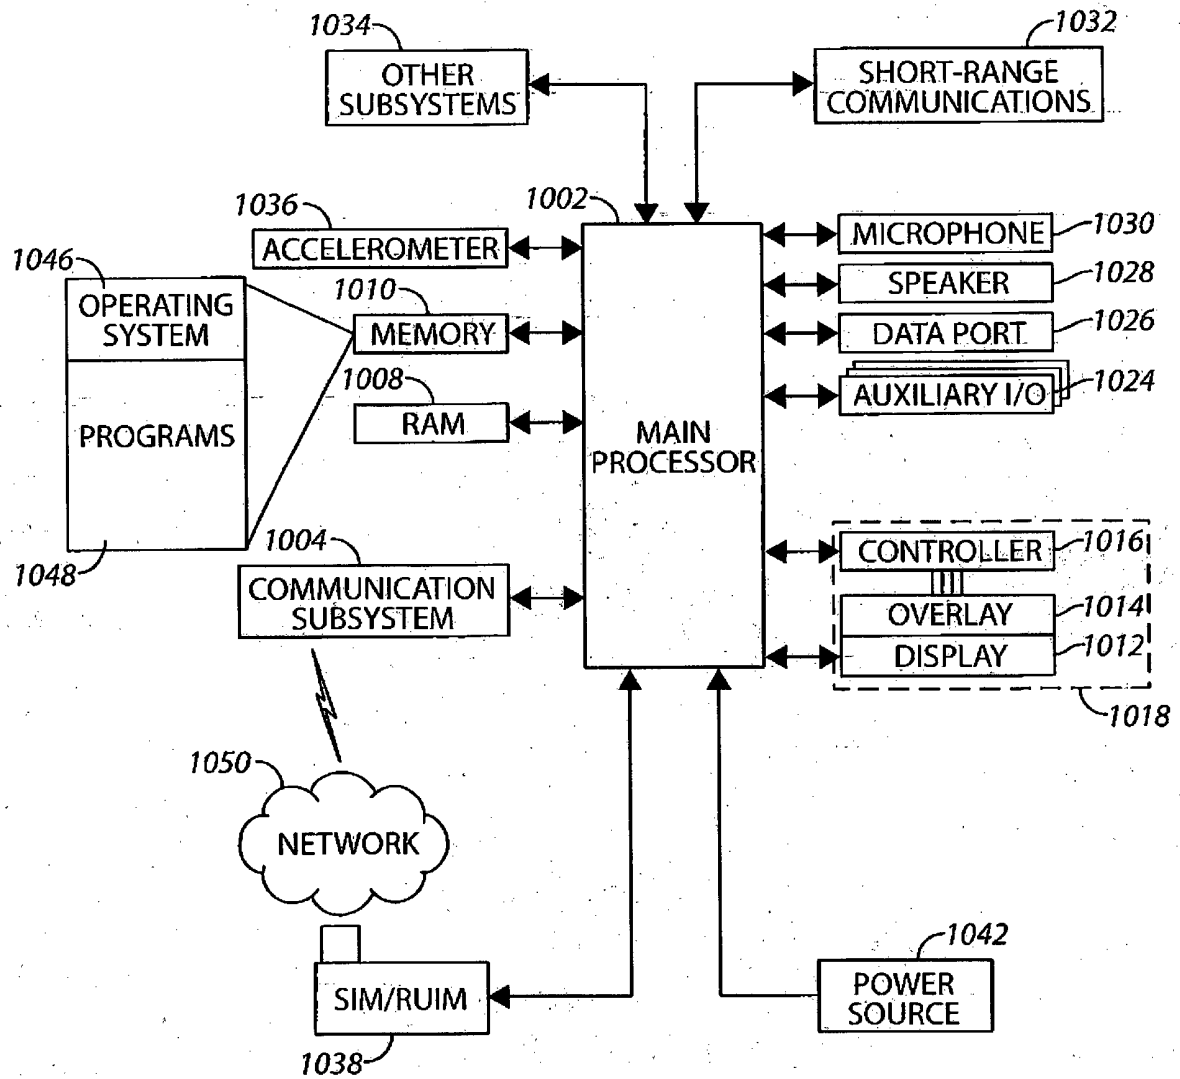 1034
OTHER
SUBSYSTEMS
1032
SHORT-RANGE
COMMUNICATIONS
1036
ACCELEROMETER
1002
MAIN
PROCESSOR
MICROPHONE
1030
1046
OPERATING
SYSTEM
PROGRAMS
1048
1010
MEMORY
SPEAKER
1028
DATA PORT
1026
1008
RAM
AUXILIARY I/O
1024
1004
COMMUNICATION
SUBSYSTEM
CONTROLLER
1016
OVERLAY
1014
DISPLAY
1012
1018
1050
NETWORK
SIM/RUIM
1038
1042
POWER
SOURCE